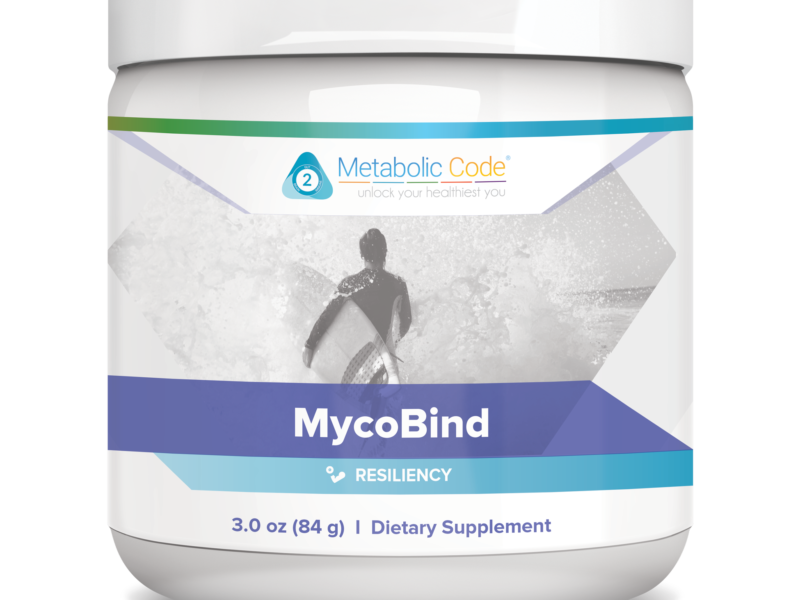 2
Metabolic Code®
unlock your healthiest you
MycoBind
RESILIENCY
3.0 oz (84 g) | Dietary Supplement